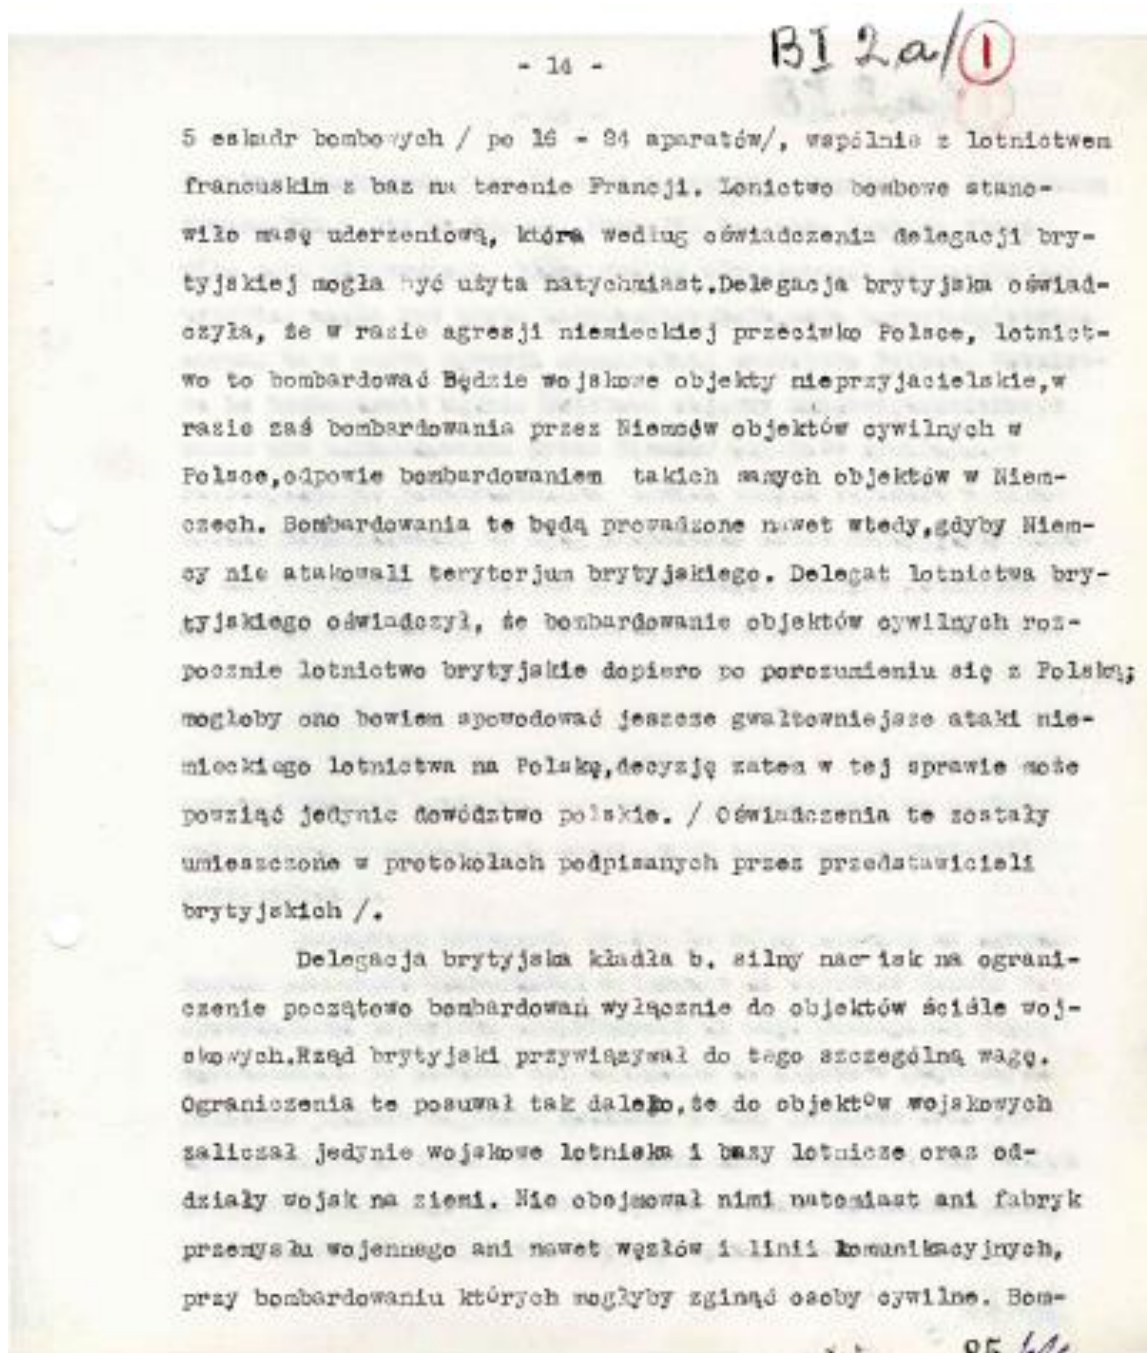 - 14 -
BI 2a/1
5 eskadr bombowych / po 16 - 24 aparatów/, wspólnie z lotnictwem
francuskim z baz na terenie Francji. Lonictwo bombowe stano-
wiło masę uderzeniową, która według oświadczenia delegacji bry-
tyjskiej mogła być użyta natychmiast.Delegacja brytyjska oświad-
czyła, że w razie agresji niemieckiej przeciwko Polsce, lotnict-
wo to bombardować Będzie wojskowe objekty nieprzyjacielskie,w
razie zaś bombardowania przez Niemców objektów cywilnych w
Polsce,odpowie bombardowaniem takich samych objektów w Niem-
czech. Bombardowania te będą prowadzone nawet wtedy,gdyby Niem-
cy nie atakowali terytorjum brytyjskiego. Delegat lotnictwa bry-
tyjskiego oświadczył, że bombardowanie objektów cywilnych roz-
pocznie lotnictwo brytyjskie dopiero po porozumieniu się z Polską;
mogłoby ono bowiem spowodować jeszcze gwałtowniejsze ataki nie-
mieckiego lotnictwa na Polskę,decyzję zatem w tej sprawie może
powziąć jedynie dowództwo polskie. / Oświadczenia te zostały
umieszczone w protokołach podpisanych przez przedstawicieli
brytyjskich /.
Delegacja brytyjska kładła b. silny nacisk na ograni-
czenie początowo bombardowań wyłącznie do objektów ściśle woj-
skowych.Rząd brytyjski przywiązywał do tego szczególną wagę.
Ograniczenia te posuwał tak daleko,że do objektów wojskowych
zaliczał jedynie wojskowe lotniska i bazy lotnicze oraz od-
działy wojsk na ziemi. Nie obejmował nimi natomiast ani fabryk
przemysłu wojennego ani nawet węzłów i linii komunikacyjnych,
przy bombardowaniu których mogłyby zginąć osoby cywilne. Bom-
85